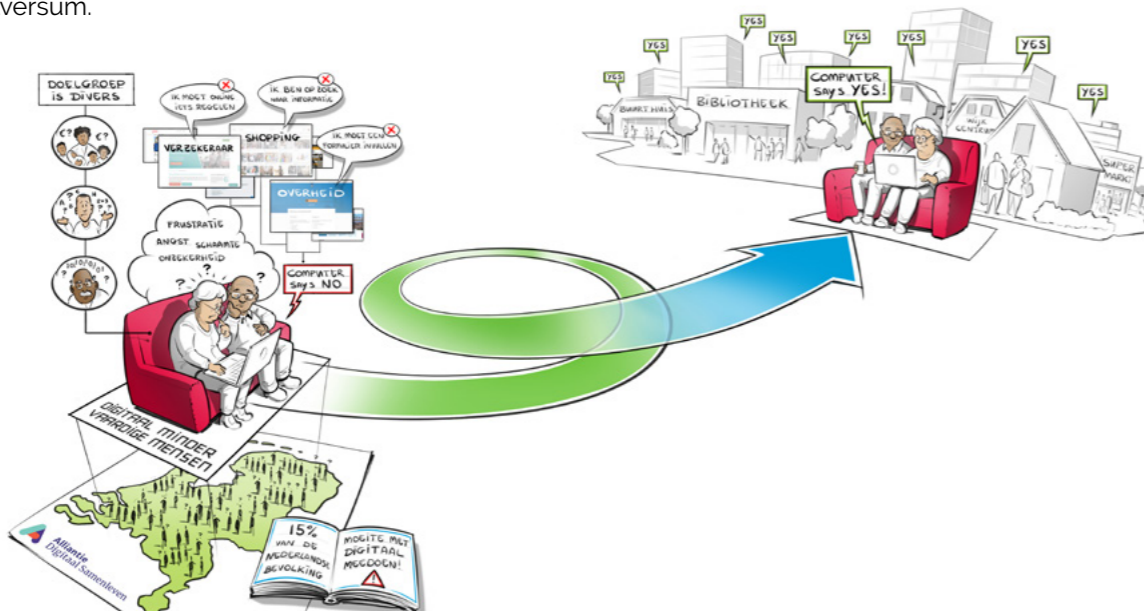 versum.
DOELGROEP
IS DIVERS
IK MOET ONLINE
IETS REGELEN
IK BEN OP ZOEK
NAAR INFORMATIE
IK MOET EEN
FORMULIER INVULLEN
VERZEKERAAR
SHOPPING
OVERHEID
FRUSTRATIE
ANGST SCHAAMTE
ONZEKERHEID
COMPUTER
SAYS NO
DIGITAAL MINDER
VAARDIGE MENSEN
Alliantie
Digitaal Samenleven
15%
VAN DE
NEDERLANDSE
BEVOLKING
MOEITE MET
DIGITAAL
MEEDOEN!
YES
YES
YES
YES
YES
YES
YES
YES
COMPUTER
SAYS YES!
BUURTHUIS
BIBLIOTHEEK
WIJK
CENTRUM
SUPER
MARKT